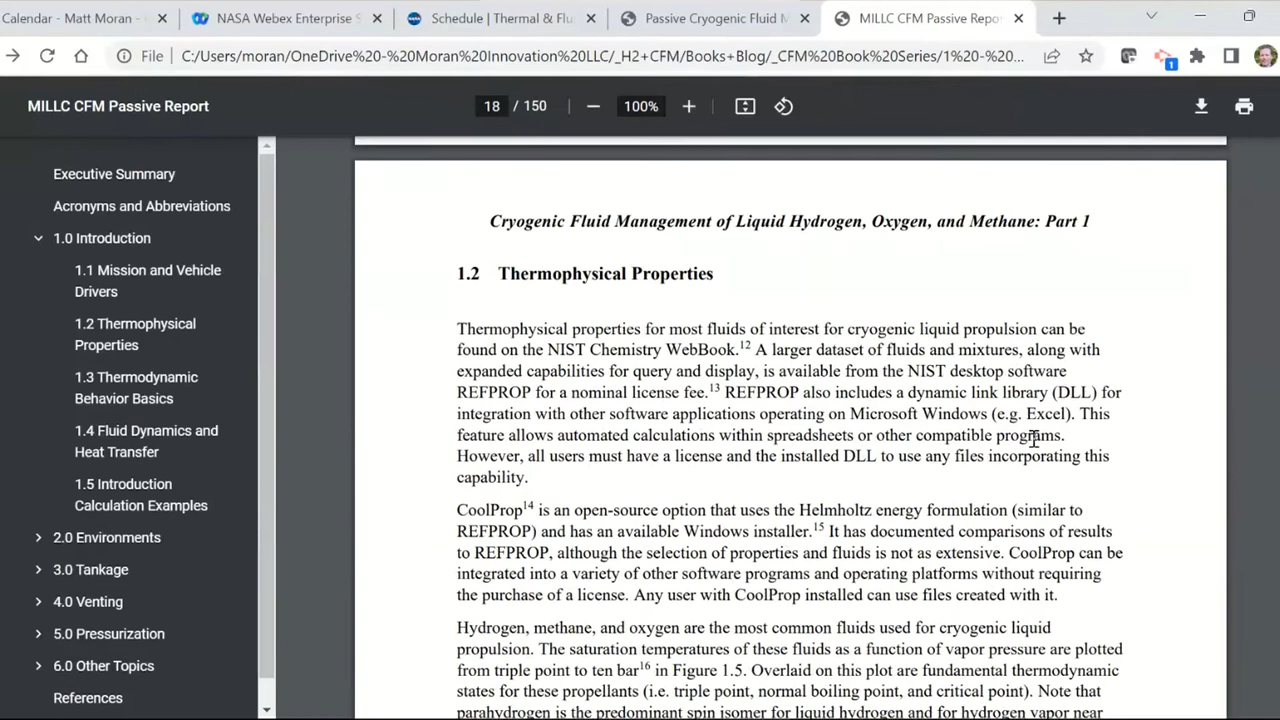 Calendar - Matt Moran
NASA Webex Enterprise S
Schedule | Thermal & Flu
Passive Cryogenic Fluid M
MILLC CFM Passive Repo
File
C:/Users/moran/OneDrive%20-%20Moran%20Innovation%20LLC/_H2+CFM/Books+Blog/_CFM%20Book%20Series/1%20-%20...
1
MILLC CFM Passive Report
18 / 150
100%
Executive Summary
Acronyms and Abbreviations
1.0 Introduction
1.1 Mission and Vehicle
Drivers
1.2 Thermophysical
Properties
1.3 Thermodynamic
Behavior Basics
1.4 Fluid Dynamics and
Heat Transfer
1.5 Introduction
Calculation Examples
2.0 Environments
3.0 Tankage
4.0 Venting
5.0 Pressurization
6.0 Other Topics
References
Cryogenic Fluid Management of Liquid Hydrogen, Oxygen, and Methane: Part 1
1.2 Thermophysical Properties
Thermophysical properties for most fluids of interest for cryogenic liquid propulsion can be
found on the NIST Chemistry WebBook.12 A larger dataset of fluids and mixtures, along with
expanded capabilities for query and display, is available from the NIST desktop software
REFPROP for a nominal license fee.13 REFPROP also includes a dynamic link library (DLL) for
integration with other software applications operating on Microsoft Windows (e.g. Excel). This
feature allows automated calculations within spreadsheets or other compatible programs.
However, all users must have a license and the installed DLL to use any files incorporating this
capability.
CoolProp14 is an open-source option that uses the Helmholtz energy formulation (similar to
REFPROP) and has an available Windows installer.15 It has documented comparisons of results
to REFPROP, although the selection of properties and fluids is not as extensive. CoolProp can be
integrated into a variety of other software programs and operating platforms without requiring
the purchase of a license. Any user with CoolProp installed can use files created with it.
Hydrogen, methane, and oxygen are the most common fluids used for cryogenic liquid
propulsion. The saturation temperatures of these fluids as a function of vapor pressure are plotted
from triple point to ten bar16 in Figure 1.5. Overlaid on this plot are fundamental thermodynamic
states for these propellants (i.e. triple point, normal boiling point, and critical point). Note that
parahydrogen is the predominant spin isomer for liquid hydrogen and for hydrogen vapor near